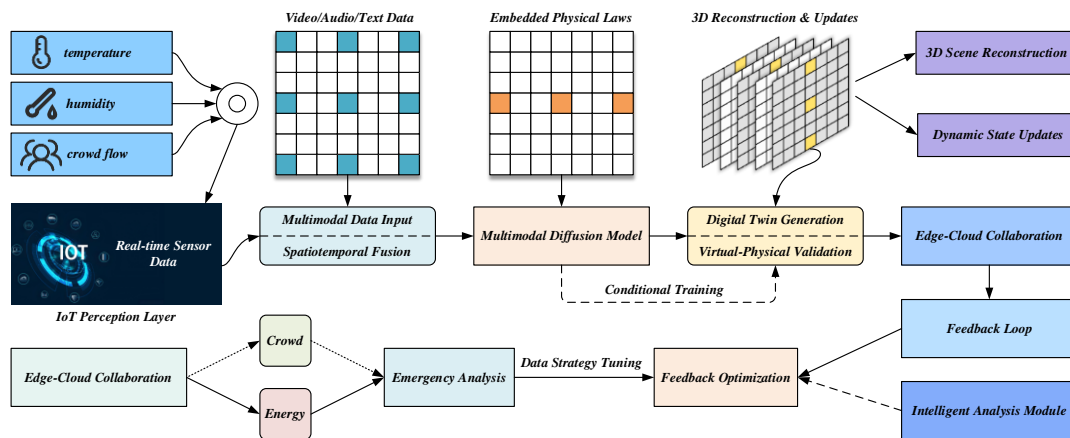 Video/Audio/Text Data
Embedded Physical Laws
3D Reconstruction & Updates
temperature
humidity
crowd flow
3D Scene Reconstruction
Dynamic State Updates
IOT
Real-time Sensor
Data
IoT Perception Layer
Multimodal Data Input
Spatiotemporal Fusion
Multimodal Diffusion Model
Digital Twin Generation
Virtual-Physical Validation
Edge-Cloud Collaboration
Conditional Training
Feedback Loop
Edge-Cloud Collaboration
Crowd
Energy
Emergency Analysis
Data Strategy Tuning
Feedback Optimization
Intelligent Analysis Module